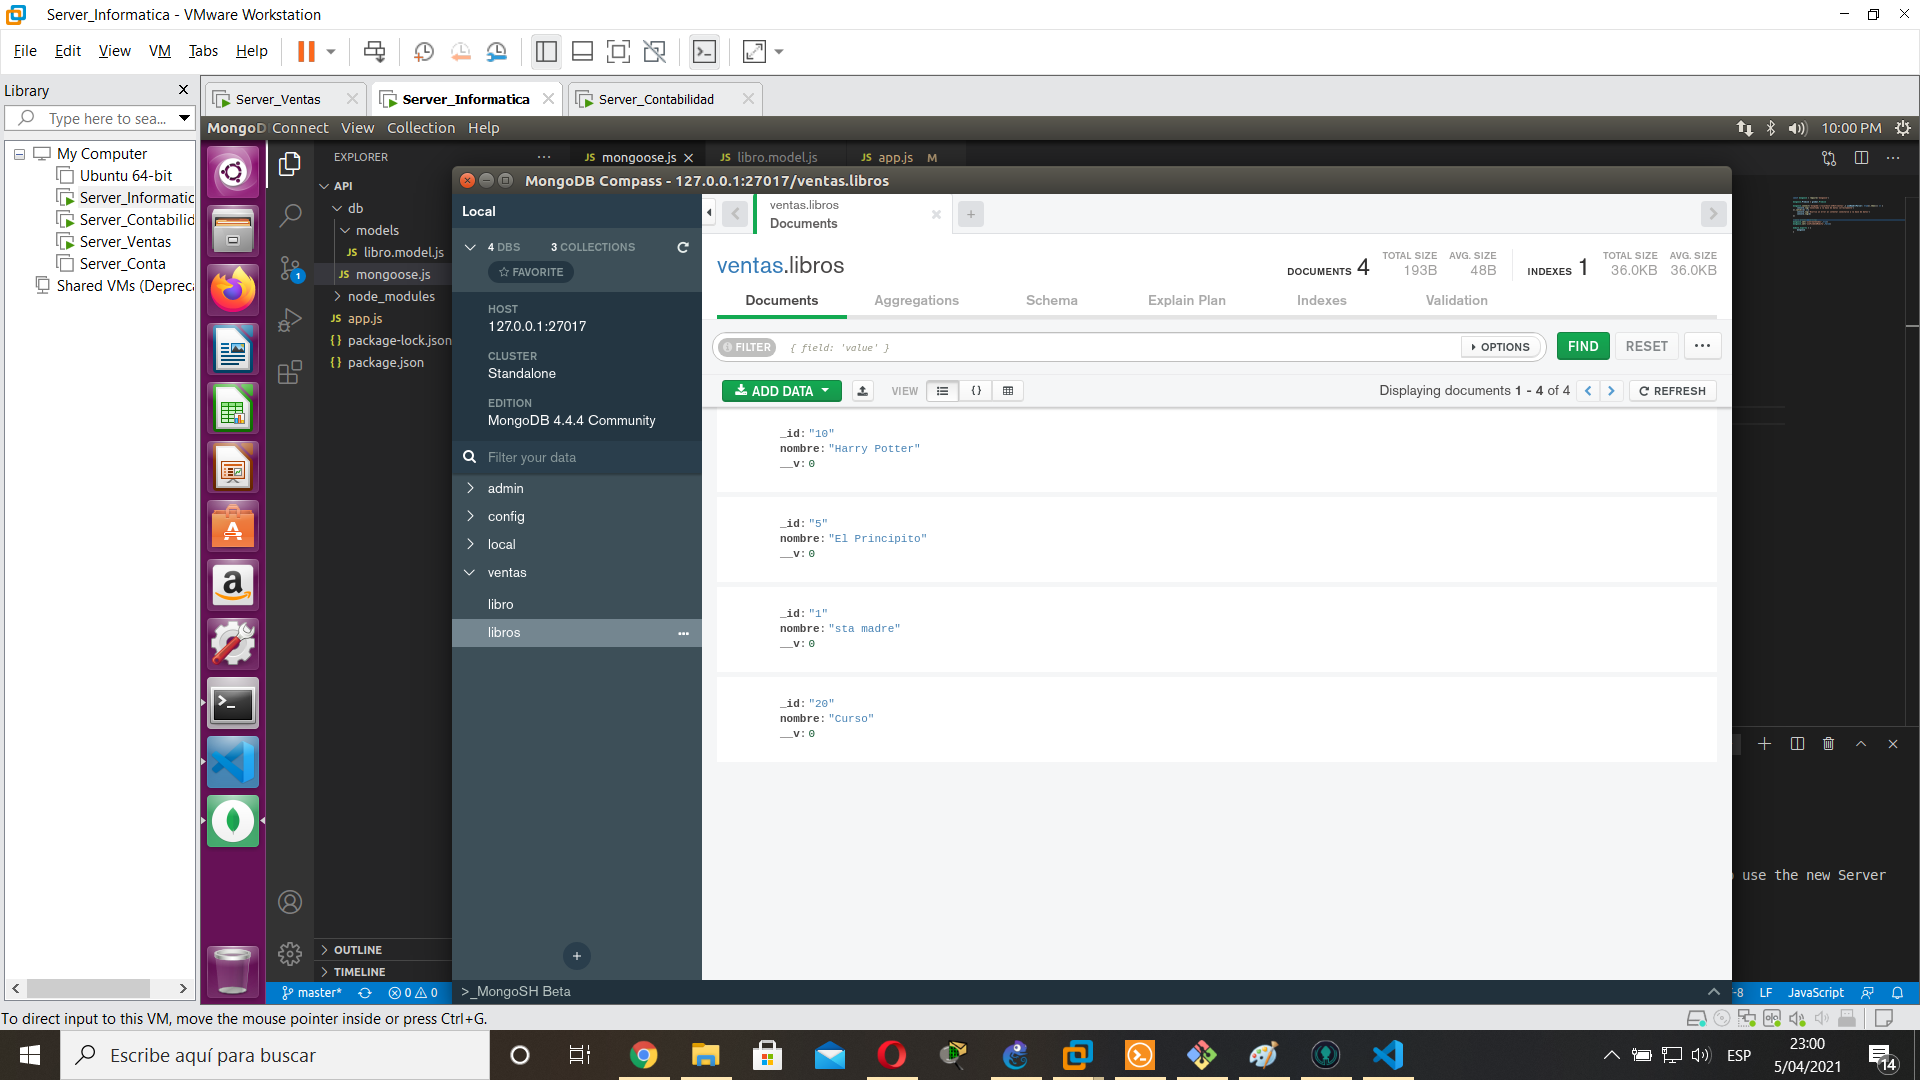 Server_Informatica - VMware Workstation
File Edit View VM Tabs Help
Library
Type here to sea...
My Computer
Ubuntu 64-bit
Server_Informatic
Server_Contabilid
Server_Ventas
Server_Conta
Shared VMs (Depreca
Server_Ventas
Server_Informatica
Server_Contabilidad
MongoD Connect View Collection Help
10:00 PM
EXPLORER
JS mongoose.js
JS libro.model.js
JS app.js M
API
db
models
JS libro.model.js
JS mongoose.js
node_modules
JS app.js
{} package-lock.json
{} package.json
1
OUTLINE
TIMELINE
master*
0 0
MongoDB Compass - 127.0.0.1:27017/ventas.libros
Local
4 DBS 3 COLLECTIONS
FAVORITE
HOST
127.0.0.1:27017
CLUSTER
Standalone
EDITION
MongoDB 4.4.4 Community
Filter your data
admin
config
local
ventas
libro
libros
>_MongoSH Beta
ventas.libros
Documents
ventas.libros
DOCUMENTS 4
TOTAL SIZE
193B
AVG. SIZE
48B
INDEXES 1
TOTAL SIZE
36.0KB
AVG. SIZE
36.0KB
Documents Aggregations Schema Explain Plan Indexes Validation
FILTER { field: 'value' }
OPTIONS
FIND
RESET
ADD DATA
VIEW
{}
Displaying documents 1 - 4 of 4
REFRESH
_id: "10"
nombre: "Harry Potter"
__v: 0
_id: "5"
nombre: "El Principito"
__v: 0
_id: "1"
nombre: "sta madre"
__v: 0
_id: "20"
nombre: "Curso"
__v: 0
use the new Server
-8 LF JavaScript
To direct input to this VM, move the mouse pointer inside or press Ctrl+G.
Escribe aquí para buscar
ESP
23:00
5/04/2021
14